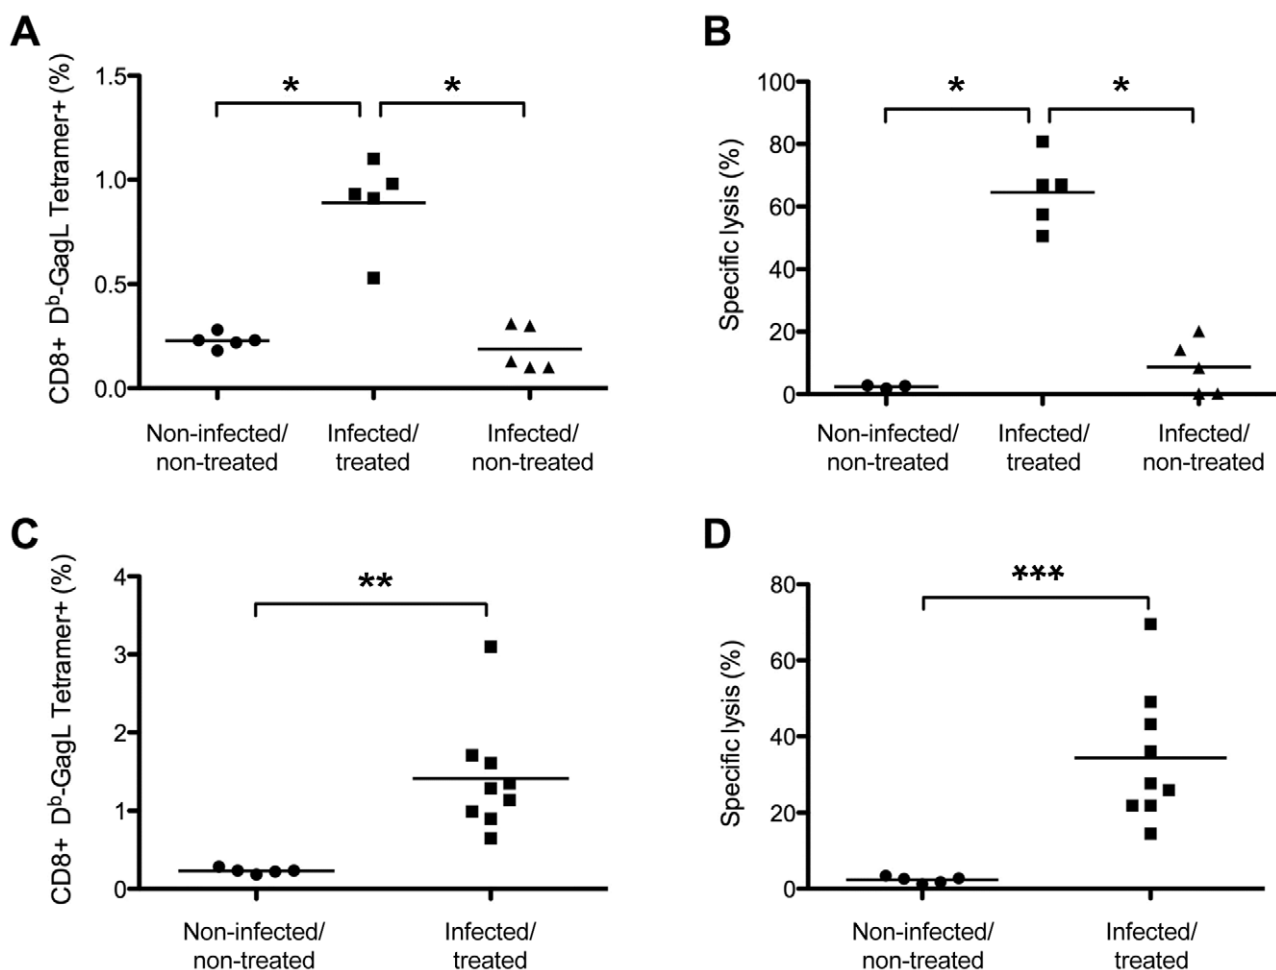 A
CD8+ Dᵇ-GagL Tetramer+ (%)
1.5
1.0
0.5
0.0
*
*
Non-infected/
non-treated
Infected/
treated
Infected/
non-treated
B
Specific lysis (%)
100
80
60
40
20
0
*
*
Non-infected/
non-treated
Infected/
treated
Infected/
non-treated
C
CD8+ Dᵇ-GagL Tetramer+ (%)
4
3
2
1
0
**
Non-infected/
non-treated
Infected/
treated
D
Specific lysis (%)
80
60
40
20
0
***
Non-infected/
non-treated
Infected/
treated